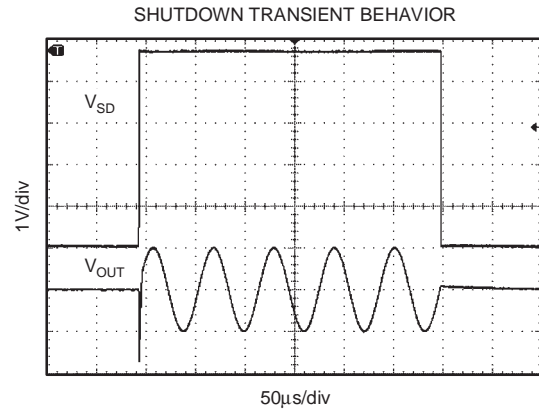 SHUTDOWN TRANSIENT BEHAVIOR
T
V_SD
1V/div
V_OUT
50µs/div